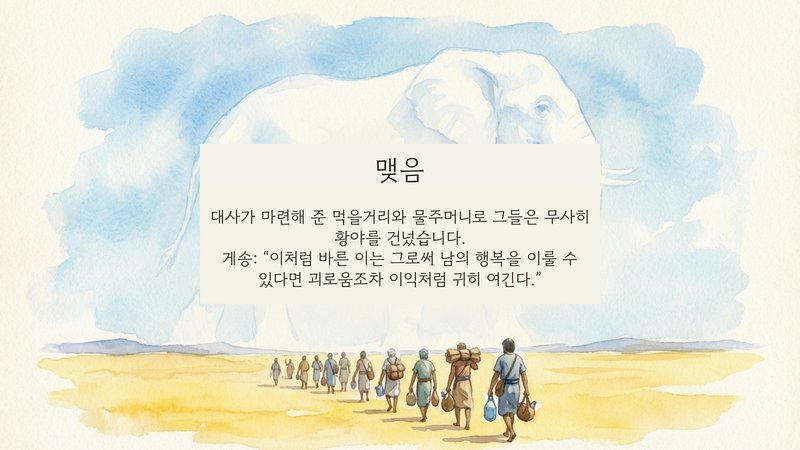 맺음
대사가 마련해 준 먹을거리와 물주머니로 그들은 무사히
황야를 건넜습니다.
게송: “이처럼 바른 이는 그로써 남의 행복을 이룰 수
있다면 괴로움조차 이익처럼 귀히 여긴다.”